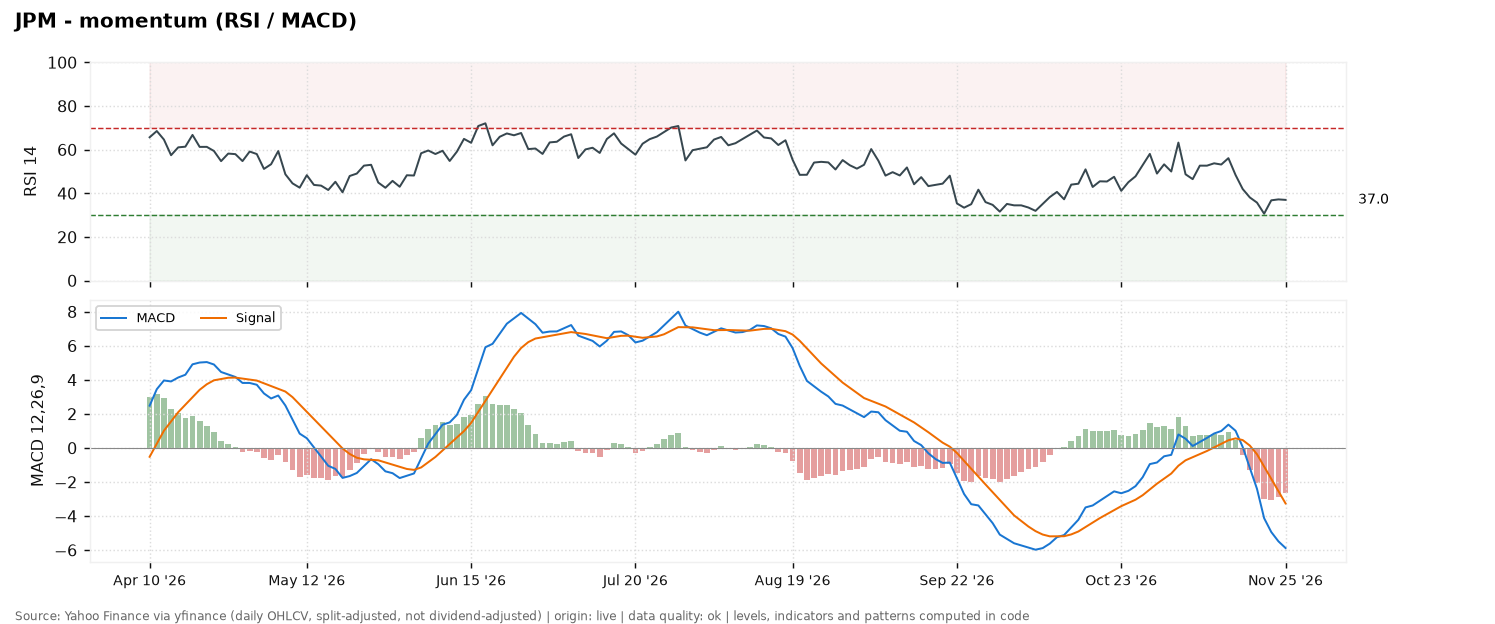 JPM - momentum (RSI / MACD)
100
80
60
40
20
0
RSI 14
37.0
MACD
Signal
8
6
4
2
0
−2
−4
−6
MACD 12,26,9
Apr 10 '26
May 12 '26
Jun 15 '26
Jul 20 '26
Aug 19 '26
Sep 22 '26
Oct 23 '26
Nov 25 '26
Source: Yahoo Finance via yfinance (daily OHLCV, split-adjusted, not dividend-adjusted) | origin: live | data quality: ok | levels, indicators and patterns computed in code